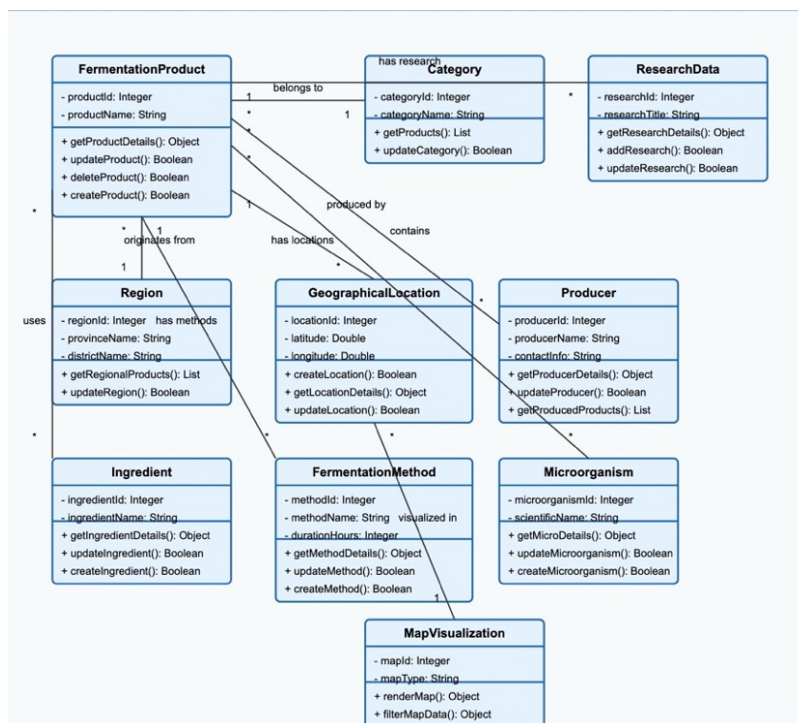 has research
FermentationProduct
Category
ResearchData
belongs to
- productId: Integer
- productName: String
+ getProductDetails(): Object
+ updateProduct(): Boolean
+ deleteProduct(): Boolean
+ createProduct(): Boolean
1
1
*
*
*
1
- categoryId: Integer
- categoryName: String
+ getProducts(): List
+ updateCategory(): Boolean
*
- researchId: Integer
- researchTitle: String
+ getResearchDetails(): Object
+ addResearch(): Boolean
+ updateResearch(): Boolean
*
produced by
contains
*
1
originates from
has locations
1
*
*
uses
Region
- regionId: Integer
has methods
- provinceName: String
- districtName: String
+ getRegionalProducts(): List
+ updateRegion(): Boolean
GeographicalLocation
- locationId: Integer
- latitude: Double
- longitude: Double
+ createLocation(): Boolean
+ getLocationDetails(): Object
+ updateLocation(): Boolean
Producer
- producerId: Integer
- producerName: String
- contactInfo: String
+ getProducerDetails(): Object
+ updateProducer(): Boolean
+ getProducedProducts(): List
*
*
*
*
Ingredient
- ingredientId: Integer
- ingredientName: String
+ getIngredientDetails(): Object
+ updateIngredient(): Boolean
+ createIngredient(): Boolean
FermentationMethod
- methodId: Integer
- methodName: String
visualized in
- durationHours: Integer
+ getMethodDetails(): Object
+ updateMethod(): Boolean
+ createMethod(): Boolean
1
Microorganism
- microorganismId: Integer
- scientificName: String
+ getMicroDetails(): Object
+ updateMicroorganism(): Boolean
+ createMicroorganism(): Boolean
MapVisualization
- mapId: Integer
- mapType: String
+ renderMap(): Object
+ filterMapData(): Object